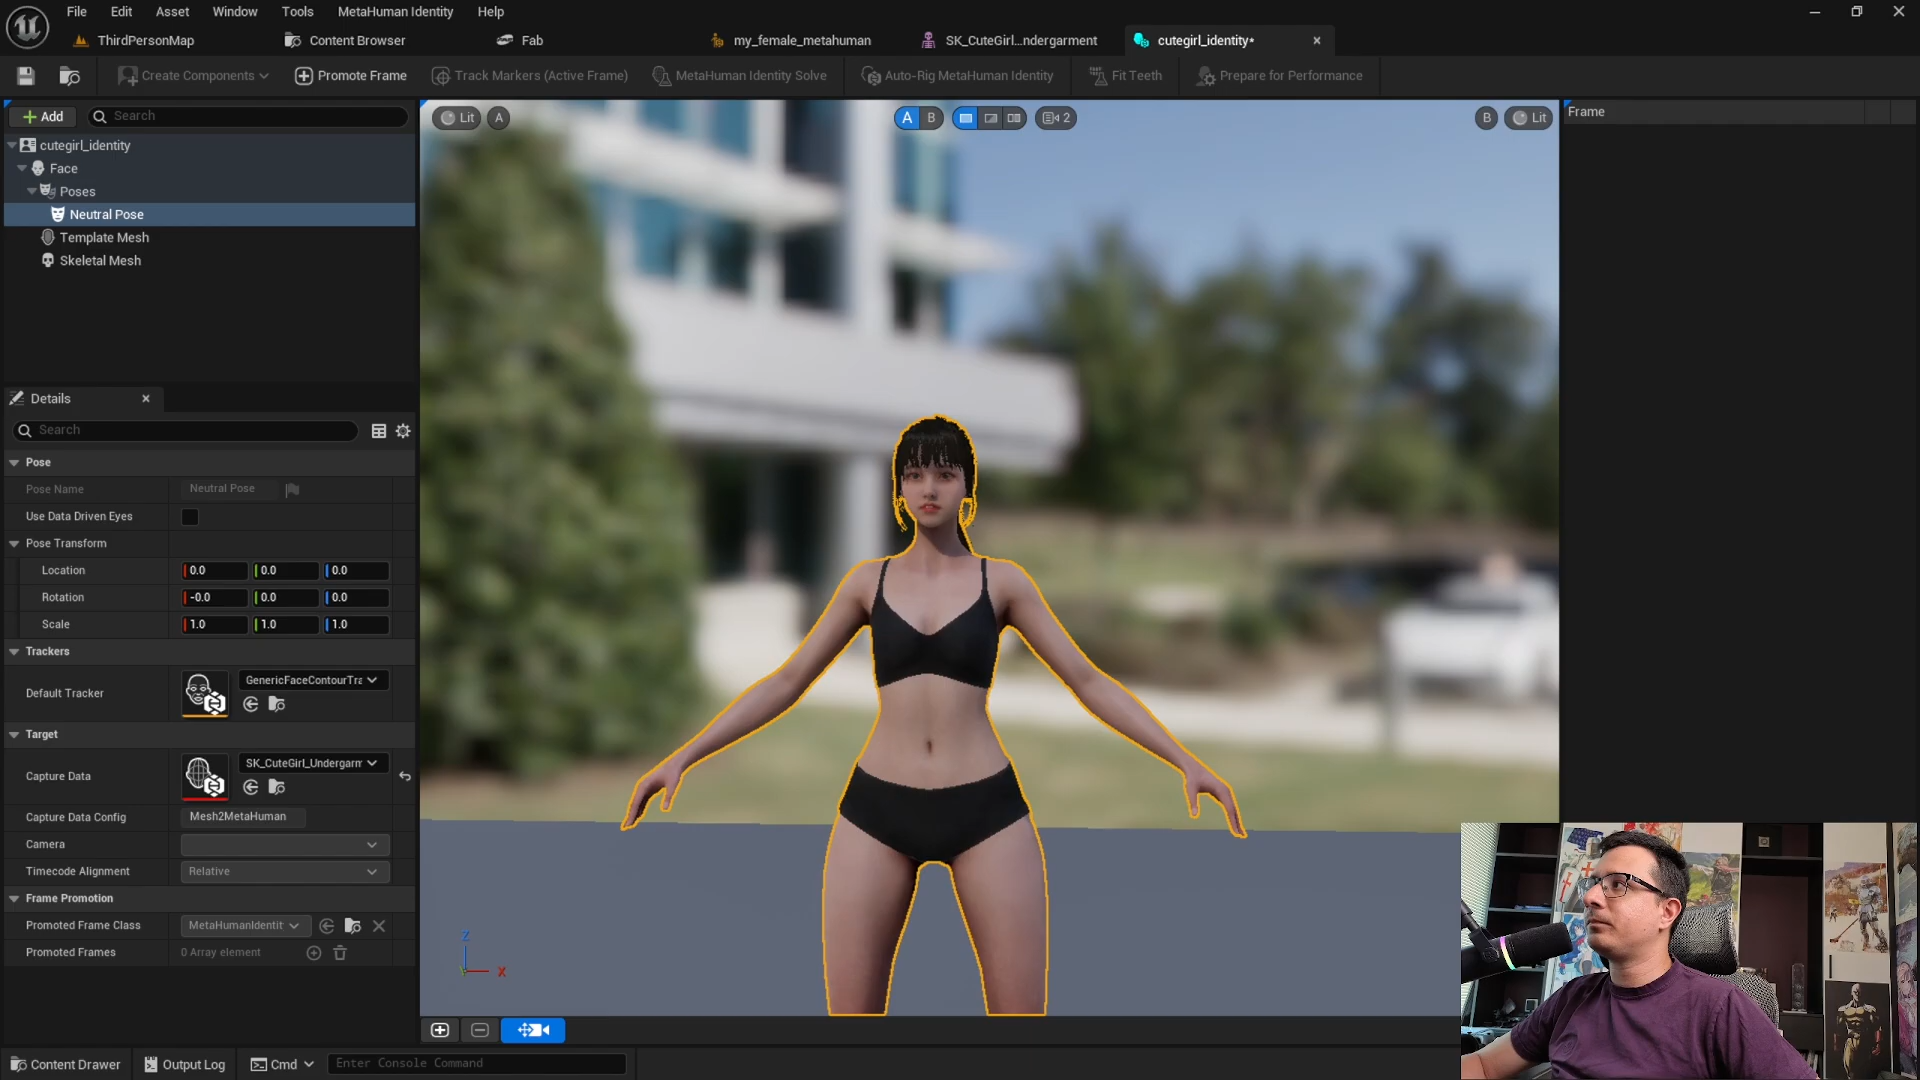 File Edit Asset Window Tools MetaHuman Identity Help
ThirdPersonMap Content Browser Fab my_female_metahuman SK_CuteGirl...ndergarment cutegirl_identity*
Create Components Promote Frame Track Markers (Active Frame) MetaHuman Identity Solve Auto-Rig MetaHuman Identity Fit Teeth Prepare for Performance
Add Search
Lit A A B 2 B Lit
Frame
cutegirl_identity
Face
Poses
Neutral Pose
Template Mesh
Skeletal Mesh
Details
Search
Pose
Pose Name Neutral Pose
Use Data Driven Eyes
Pose Transform
Location 0.0 0.0 0.0
Rotation -0.0 0.0 0.0
Scale 1.0 1.0 1.0
Trackers
Default Tracker GenericFaceContourTra
Target
Capture Data SK_CuteGirl_Undergarm
Capture Data Config Mesh2MetaHuman
Camera
Timecode Alignment Relative
Frame Promotion
Promoted Frame Class MetaHumanIdentit
Promoted Frames 0 Array element
Z
X
Content Drawer Output Log Cmd Enter Console Command